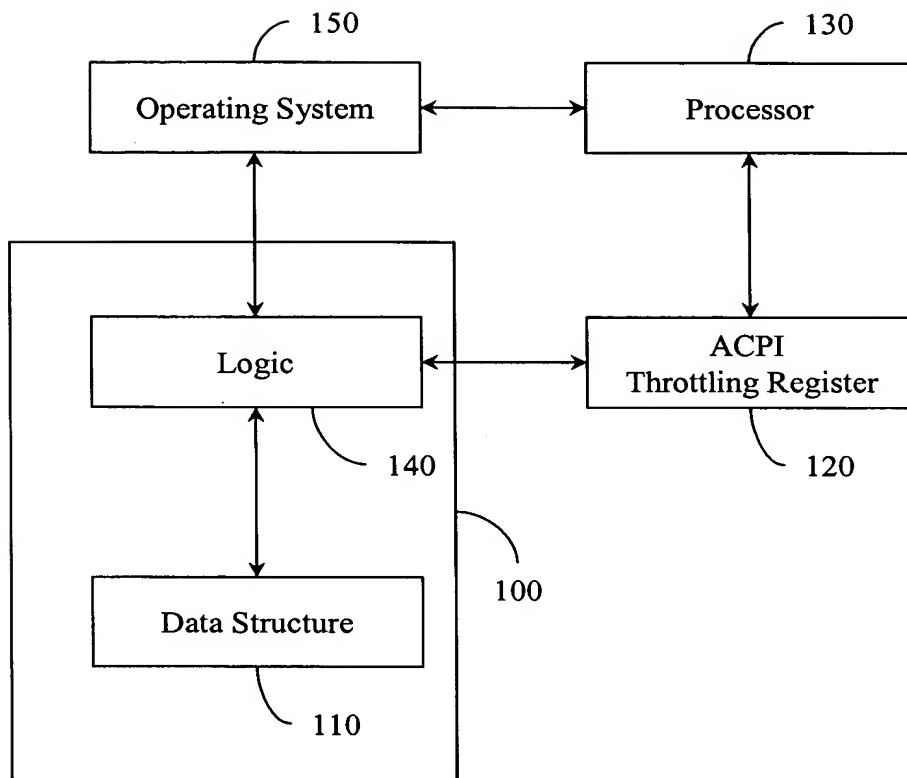 150
130
Operating System
Processor
Logic
ACPI
Throttling Register
140
120
100
Data Structure
110